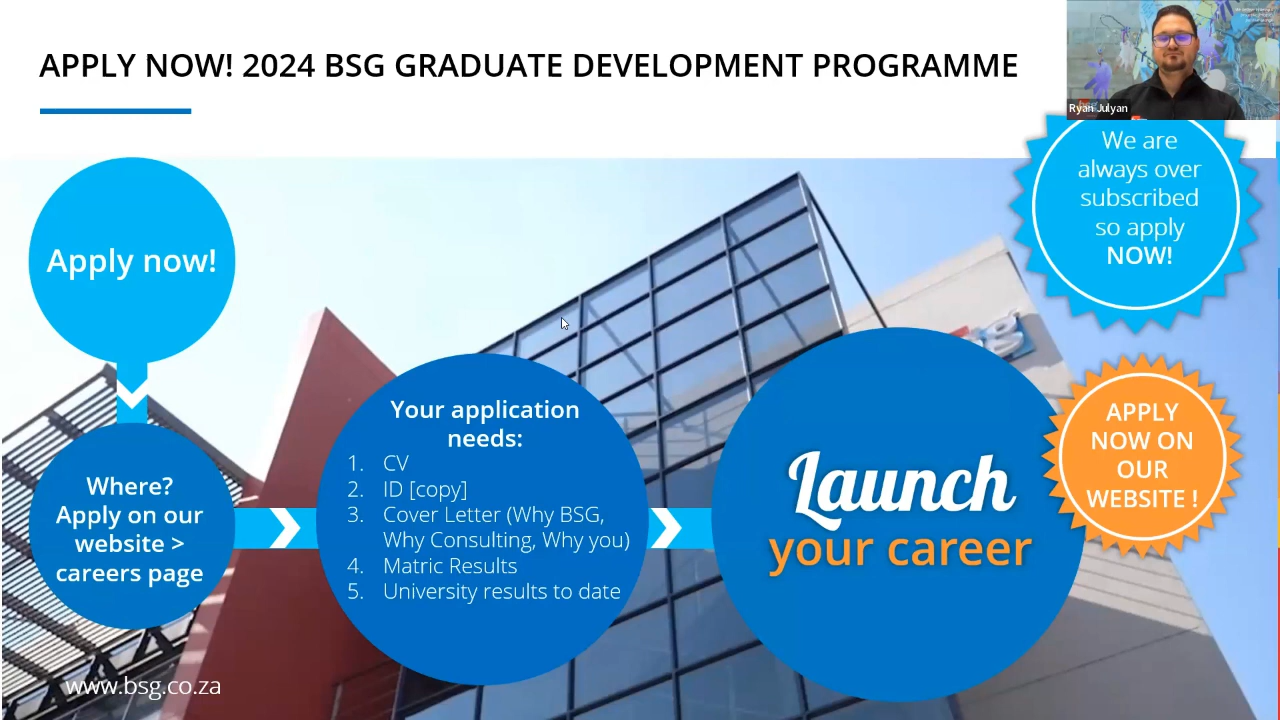 APPLY NOW! 2024 BSG GRADUATE DEVELOPMENT PROGRAMME
Ryan Julyan
We are
always over
subscribed
so apply
NOW!
Apply now!
Where?
Apply on our
website >
careers page
Your application
needs:
1. CV
2. ID [copy]
3. Cover Letter (Why BSG,
Why Consulting, Why you)
4. Matric Results
5. University results to date
Launch
your career
APPLY
NOW ON
OUR
WEBSITE !
www.bsg.co.za